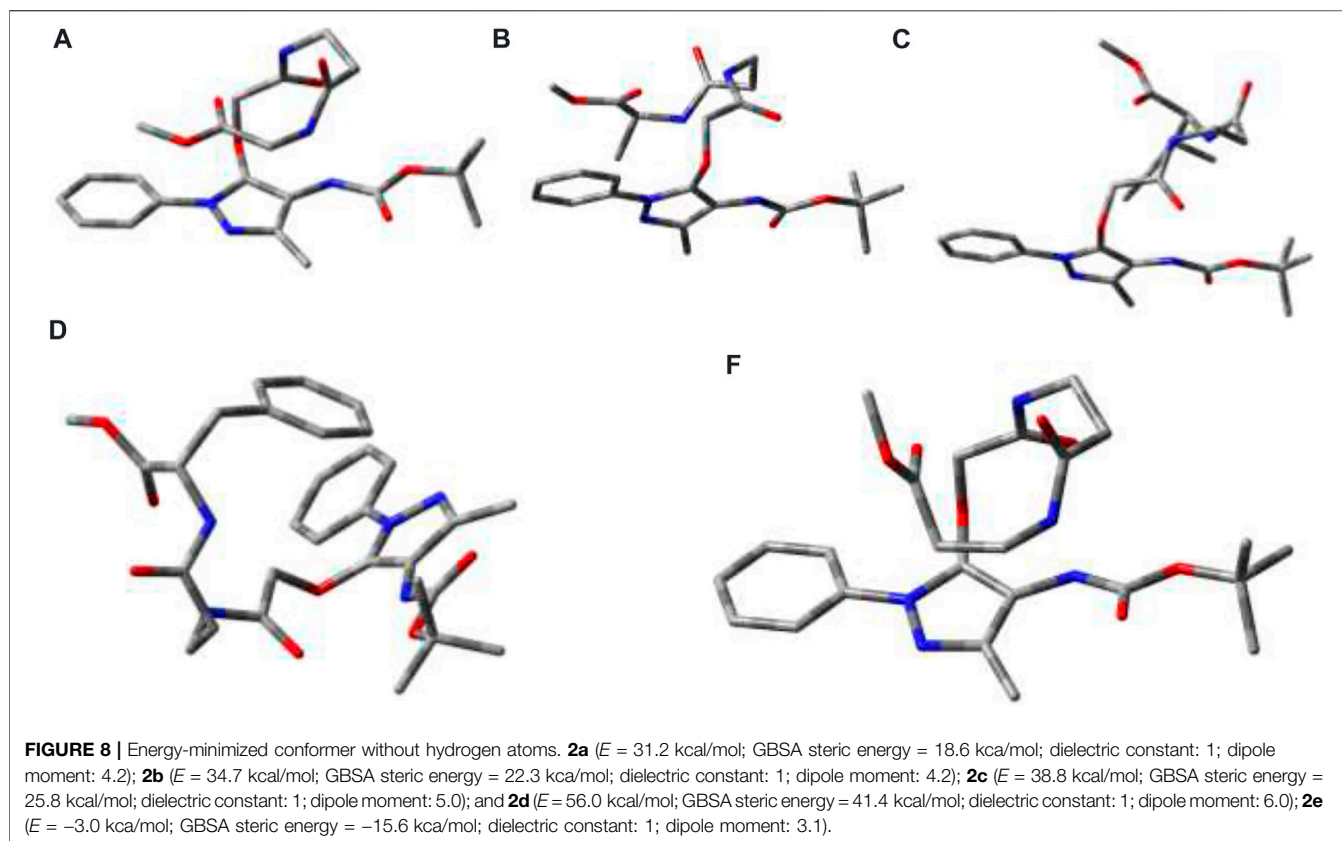 A
B
C
D
F
FIGURE 8 | Energy-minimized conformer without hydrogen atoms. 2a (E = 31.2 kcal/mol; GBSA steric energy = 18.6 kca/mol; dielectric constant: 1; dipole
moment: 4.2); 2b (E = 34.7 kcal/mol; GBSA steric energy = 22.3 kca/mol; dielectric constant: 1; dipole moment: 4.2); 2c (E = 38.8 kcal/mol; GBSA steric energy =
25.8 kcal/mol; dielectric constant: 1; dipole moment: 5.0); and 2d (E = 56.0 kcal/mol; GBSA steric energy = 41.4 kcal/mol; dielectric constant: 1; dipole moment: 6.0); 2e
(E = −3.0 kca/mol; GBSA steric energy = −15.6 kca/mol; dielectric constant: 1; dipole moment: 3.1).